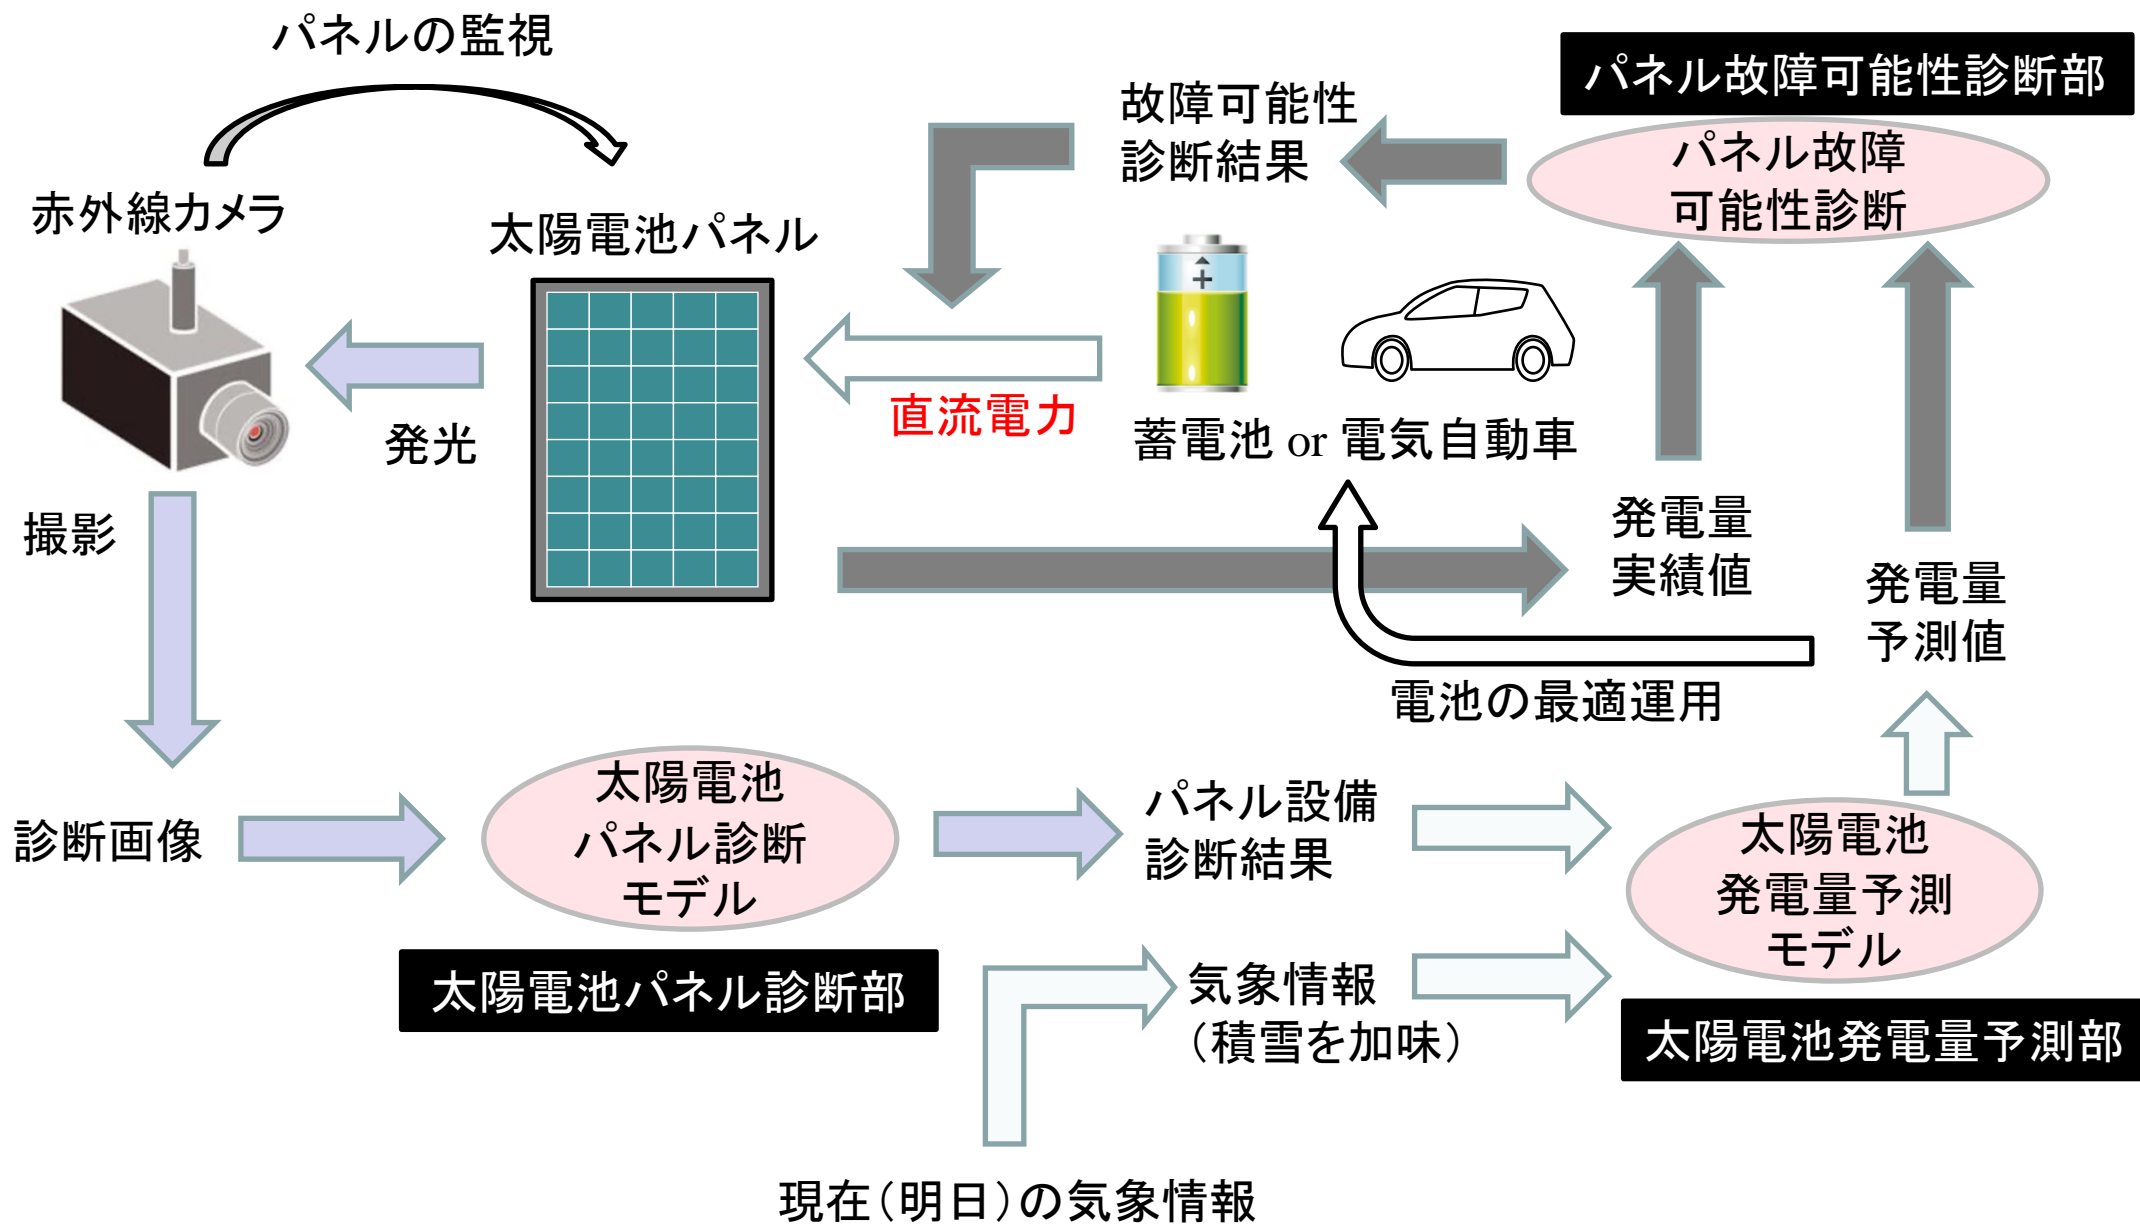 パネルの監視
パネル故障可能性診断部
故障可能性
診断結果
パネル故障
可能性診断
赤外線カメラ
太陽電池パネル
発光
直流電力
蓄電池 or 電気自動車
撮影
発電量
実績値
発電量
予測値
電池の最適運用
診断画像
太陽電池
パネル診断
モデル
パネル設備
診断結果
太陽電池
発電量予測
モデル
太陽電池パネル診断部
気象情報
（積雪を加味）
太陽電池発電量予測部
現在（明日）の気象情報